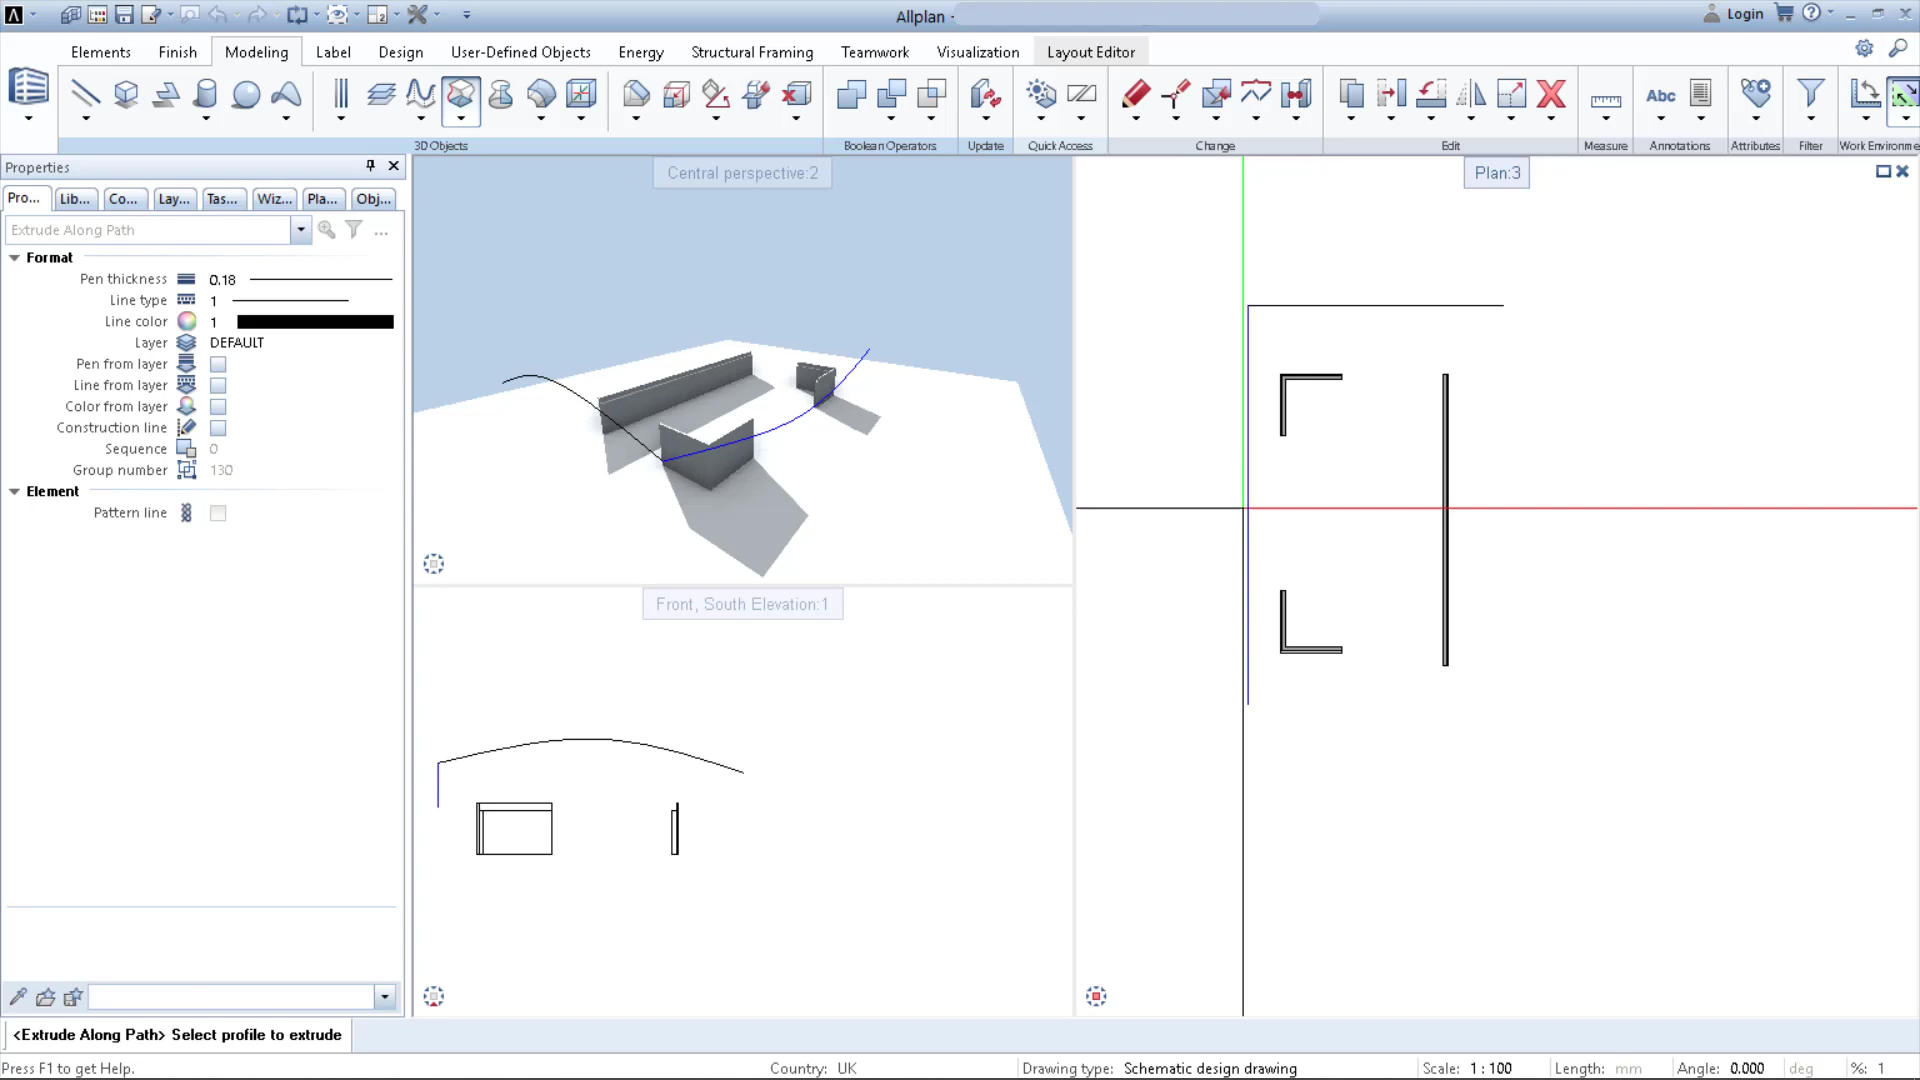 Allplan -
Login
Elements Finish Modeling Label Design User-Defined Objects Energy Structural Framing Teamwork Visualization Layout Editor
Abc
3D Objects Boolean Operators Update Quick Access Change Edit Measure Annotations Attributes Filter Work Environme
Properties
Pro... Lib... Co... Lay... Tas... Wiz... Pla... Obj...
Extrude Along Path
Format
Pen thickness 0.18
Line type 1
Line color 1
Layer DEFAULT
Pen from layer
Line from layer
Color from layer
Construction line
Sequence 0
Group number 130
Element
Pattern line
Central perspective:2
Plan:3
Front, South Elevation:1
<Extrude Along Path> Select profile to extrude
Press F1 to get Help. Country: UK Drawing type: Schematic design drawing Scale: 1 : 100 Length: mm Angle: 0.000 deg %: 1